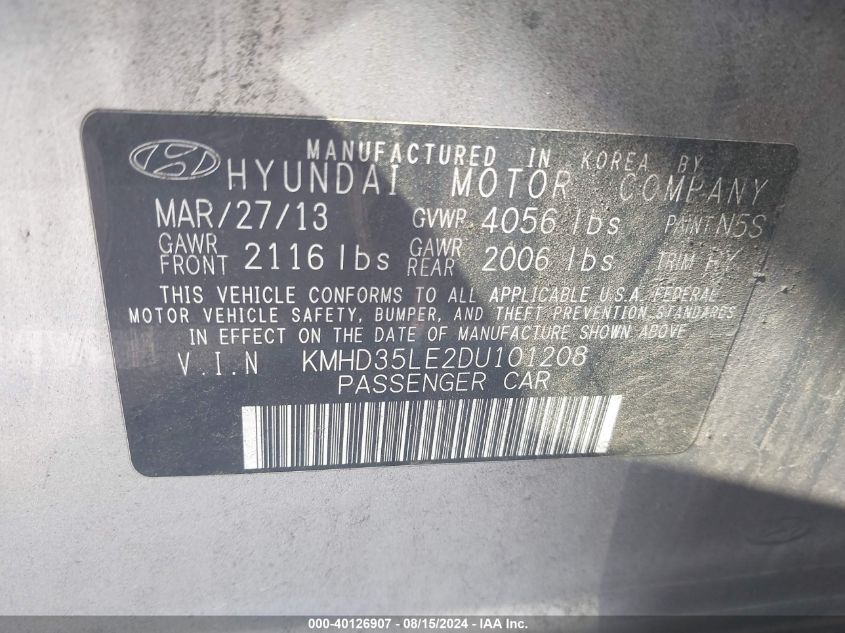 MANUFACTURED IN KOREA BY
HYUNDAI MOTOR COMPANY
MAR/27/13 GVWR 4056 lbs PAINT N5S
GAWR FRONT 2116 lbs GAWR REAR 2006 lbs TRIM RY
THIS VEHICLE CONFORMS TO ALL APPLICABLE U.S.A. FEDERAL
MOTOR VEHICLE SAFETY, BUMPER, AND THEFT PREVENTION STANDARDS
IN EFFECT ON THE DATE OF MANUFACTURE SHOWN ABOVE
V.I.N KMHD35LE2DU101208
PASSENGER CAR
000-40126907 - 08/15/2024 - IAA Inc.